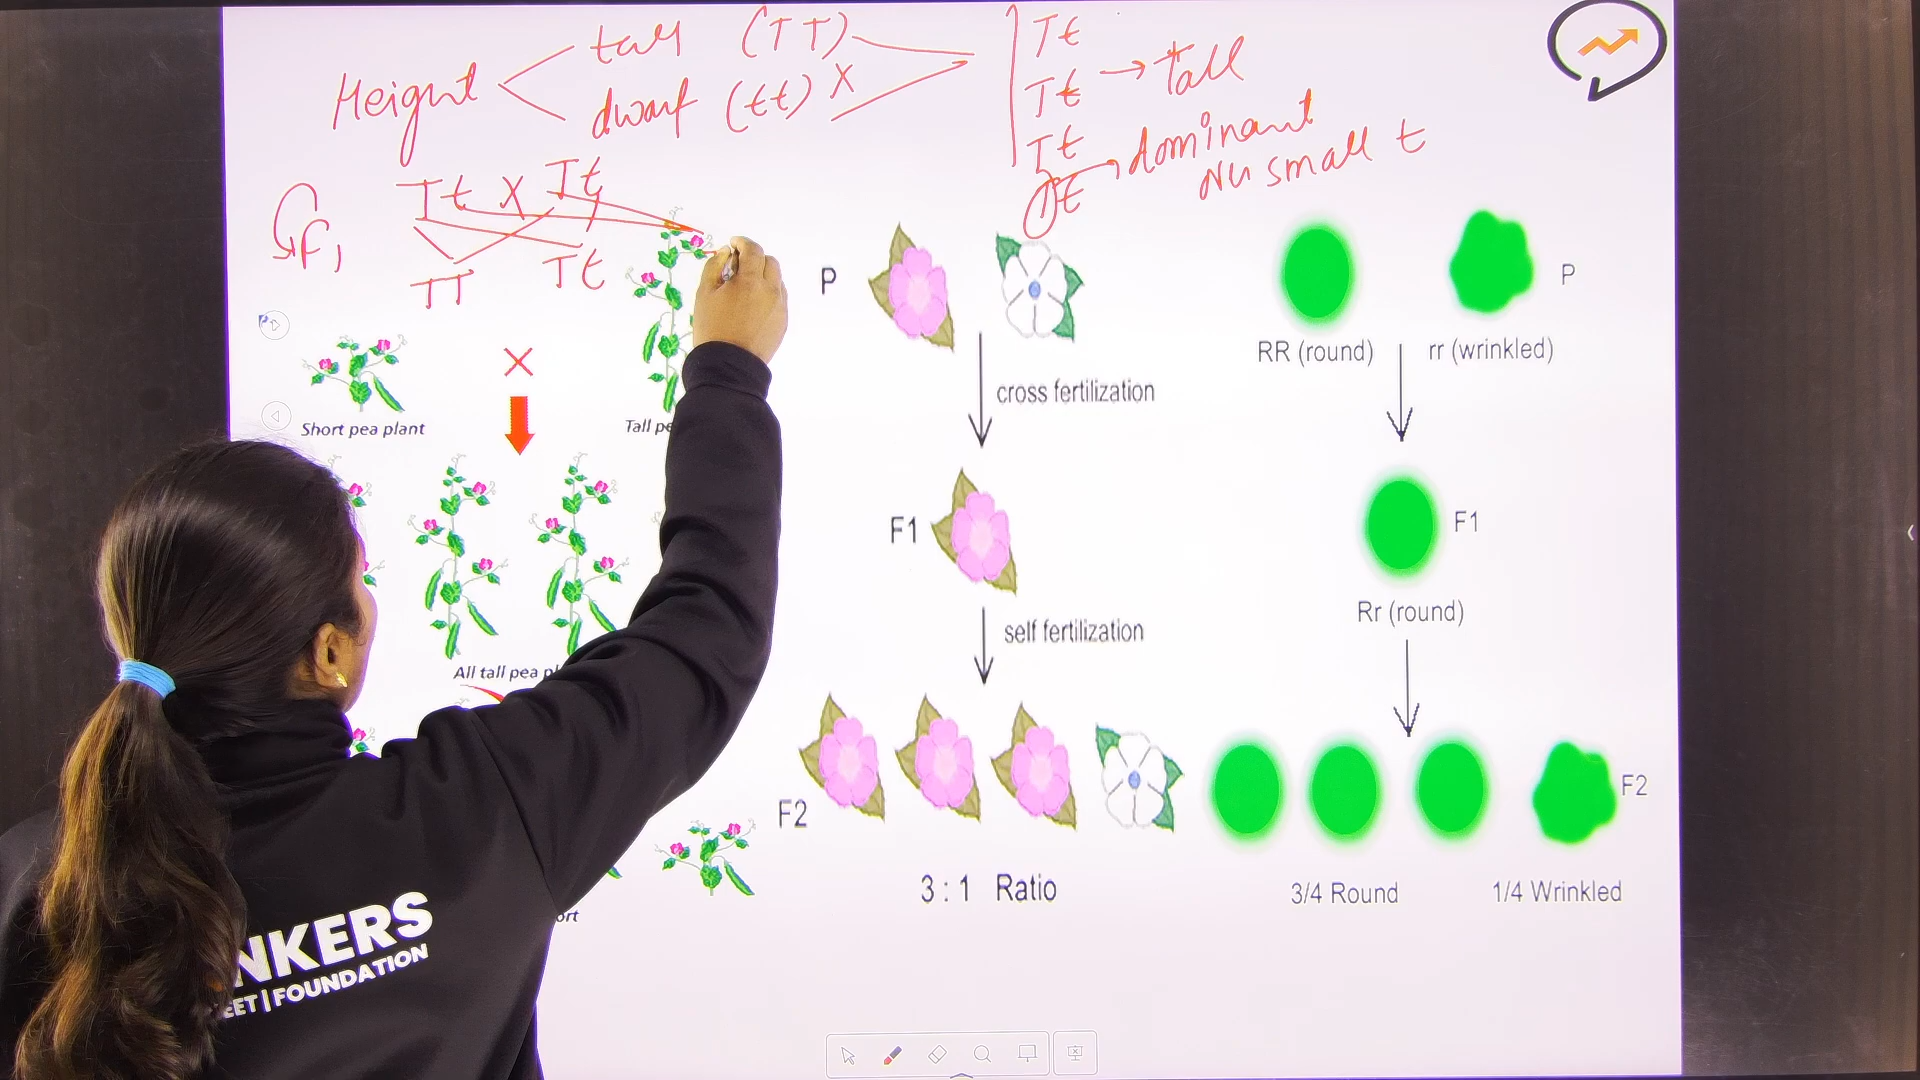 Height
tall (TT)
dwarf (tt) X
Tt
Tt → Tall
Tt
Tt
dominant
small t
F1
Tt X Tt
TT Tt
P
P
RR (round) rr (wrinkled)
cross fertilization
Short pea plant
Tall pe
F1
F1
Rr (round)
self fertilization
All tall pea pl
F2
F2
ort
3 : 1 Ratio
3/4 Round 1/4 Wrinkled
NKERS
EET | FOUNDATION